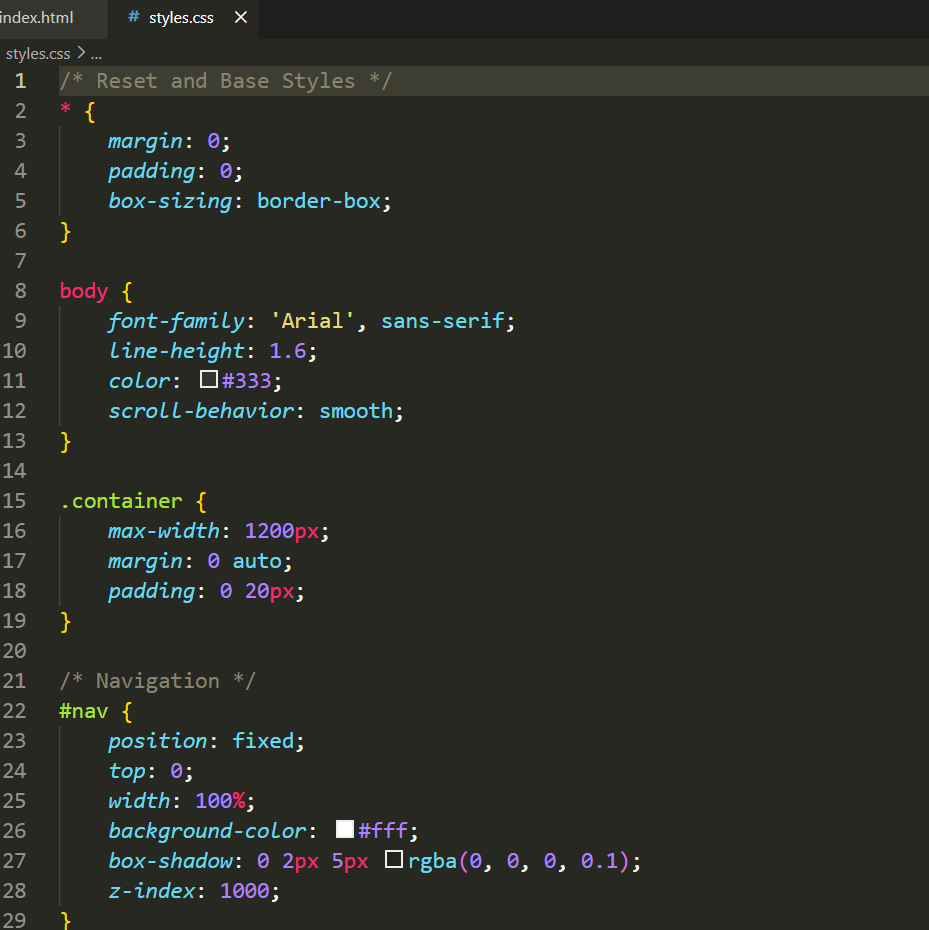 index.html # styles.css ×
styles.css > ...
1 /* Reset and Base Styles */
2 * {
3     margin: 0;
4     padding: 0;
5     box-sizing: border-box;
6 }
7
8 body {
9     font-family: 'Arial', sans-serif;
10     line-height: 1.6;
11     color: #333;
12     scroll-behavior: smooth;
13 }
14
15 .container {
16     max-width: 1200px;
17     margin: 0 auto;
18     padding: 0 20px;
19 }
20
21 /* Navigation */
22 #nav {
23     position: fixed;
24     top: 0;
25     width: 100%;
26     background-color: #fff;
27     box-shadow: 0 2px 5px rgba(0, 0, 0, 0.1);
28     z-index: 1000;
29 }